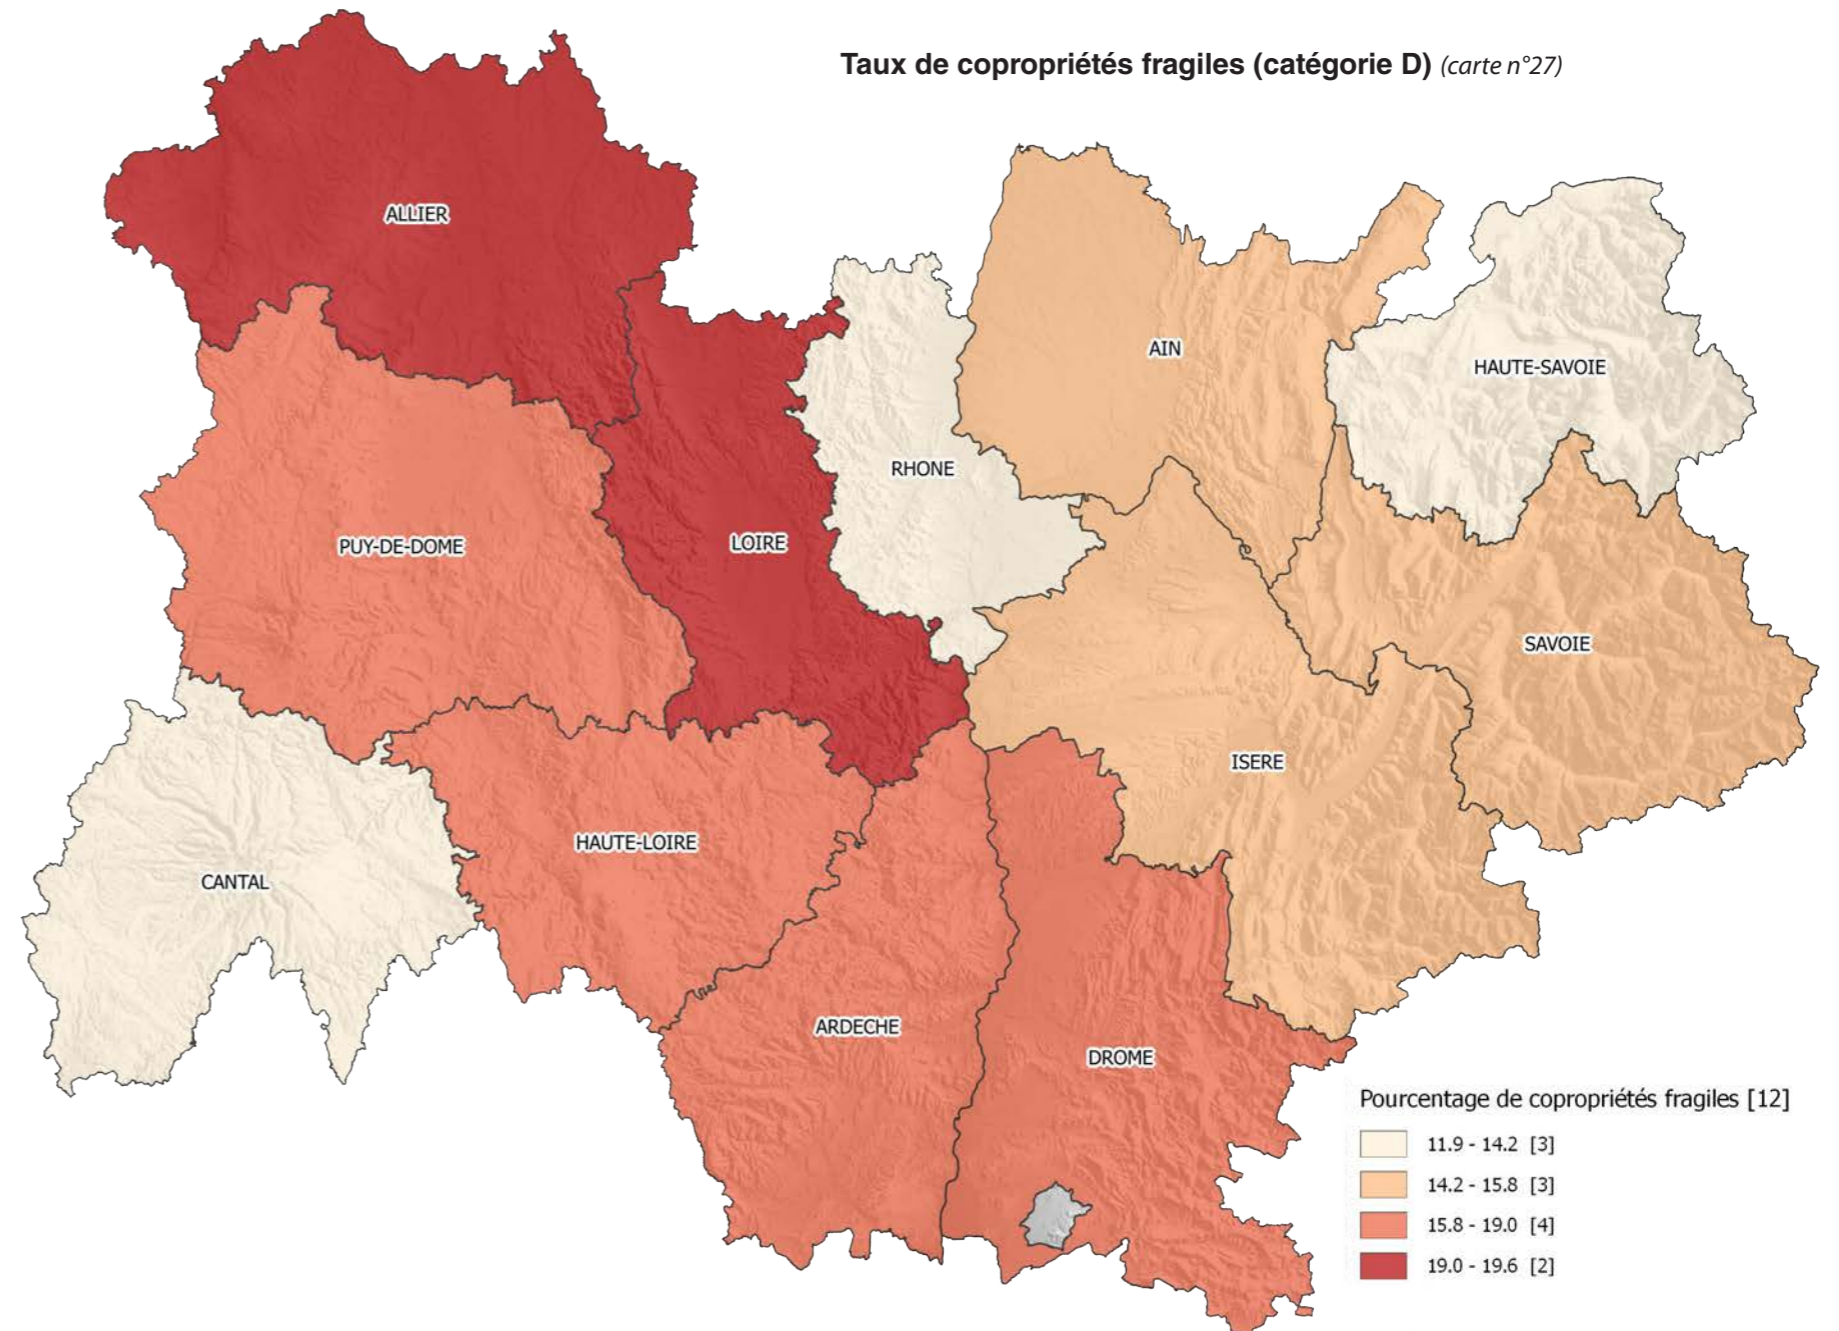 Taux de copropriétés fragiles (catégorie D) (carte n°27)
ALLIER
AIN
HAUTE-SAVOIE
RHONE
PUY-DE-DOME
LOIRE
SAVOIE
ISERE
HAUTE-LOIRE
CANTAL
ARDECHE
DROME
Pourcentage de copropriétés fragiles [12]
11.9 - 14.2 [3]
14.2 - 15.8 [3]
15.8 - 19.0 [4]
19.0 - 19.6 [2]